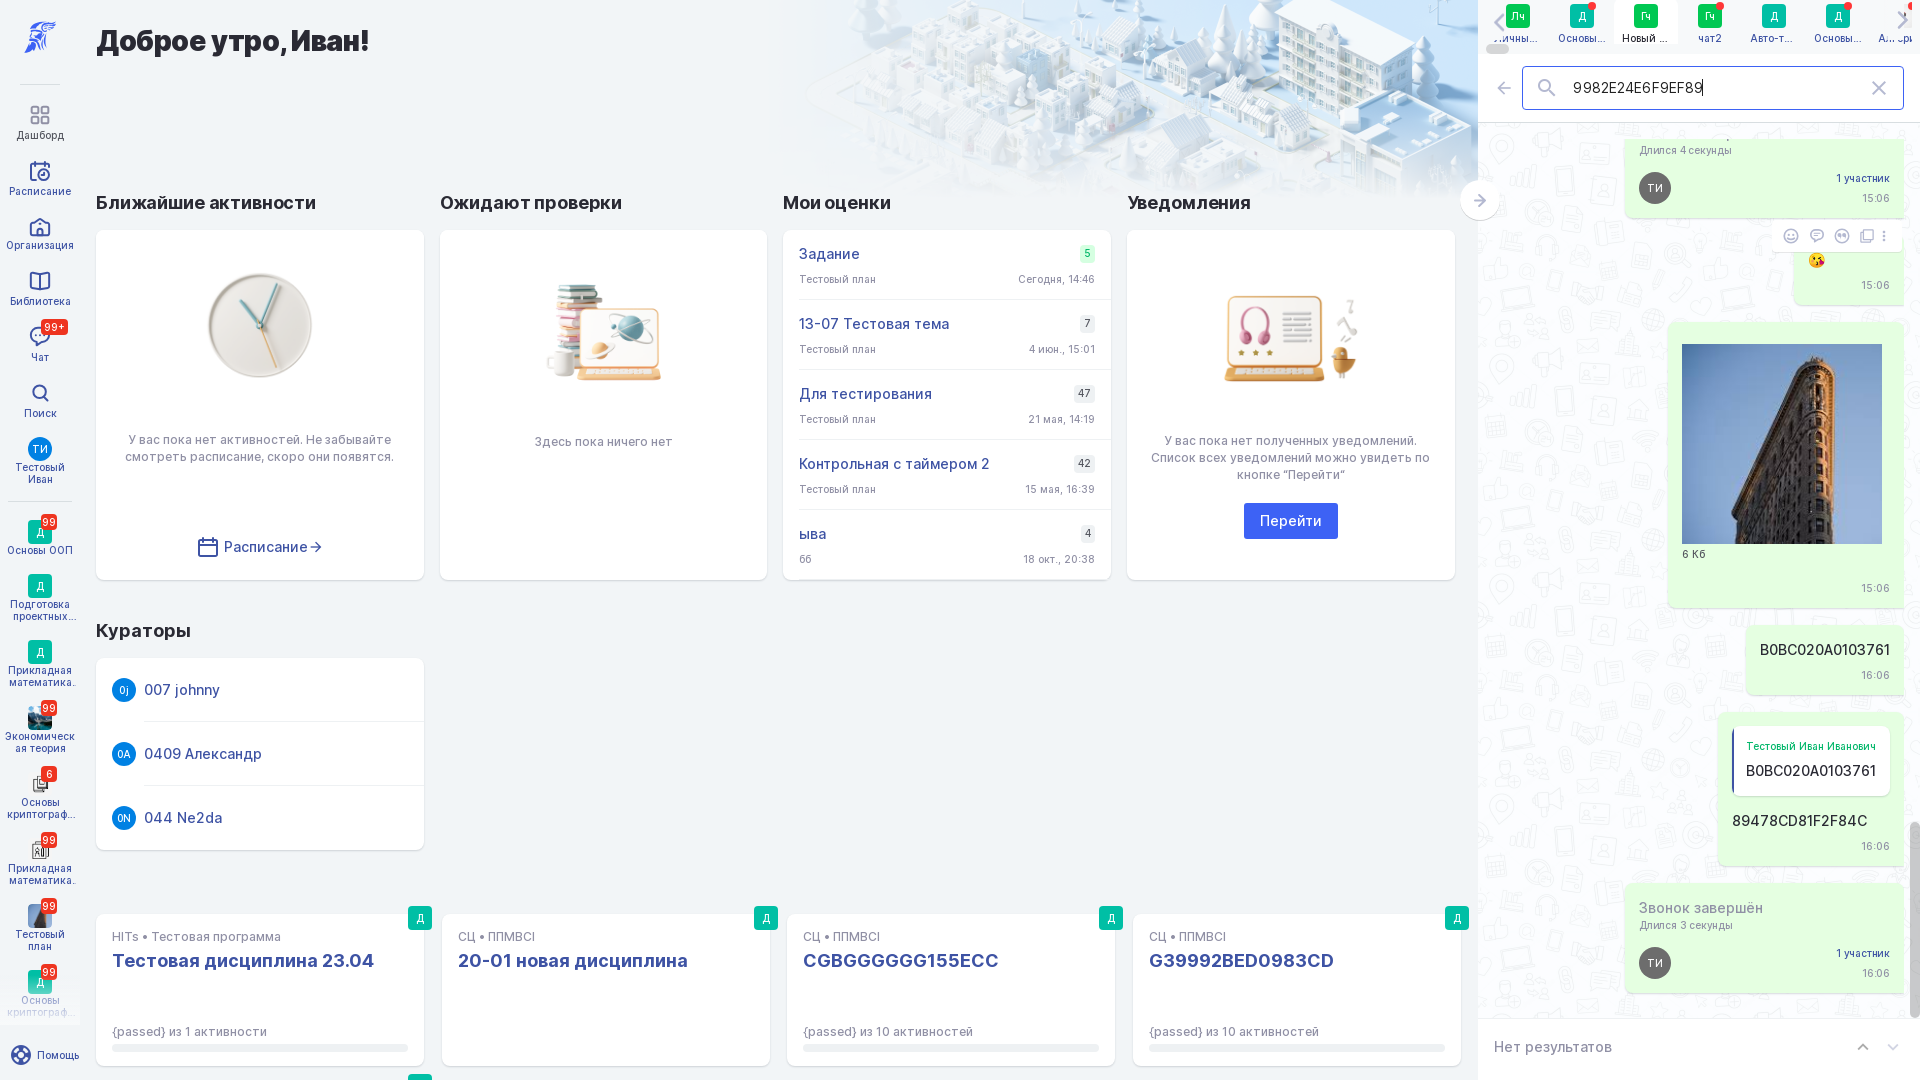 Доброе утро, Иван!
Дашборд
Расписание
Организация
Библиотека
99+
Чат
Поиск
ТИ
Тестовый
Иван
99
Д
Основы ООП
Д
Подготовка
проектных...
Д
Прикладная
математика.
99
Экономическ
ая теория
6
Основы
криптограф...
99
Прикладная
математика.
99
Тестовый
план
99
Д
Основы
криптограф...
Помощь
Ближайшие активности
У вас пока нет активностей. Не забывайте
смотреть расписание, скоро они появятся.
Расписание
Ожидают проверки
Здесь пока ничего нет
Мои оценки
Задание
5
Тестовый план
Сегодня, 14:46
13-07 Тестовая тема
7
Тестовый план
4 июн., 15:01
Для тестирования
47
Тестовый план
21 мая, 14:19
Контрольная с таймером 2
42
Тестовый план
15 мая, 16:39
ыва
4
бб
18 окт., 20:38
Уведомления
У вас пока нет полученных уведомлений.
Список всех уведомлений можно увидеть по
кнопке “Перейти“
Перейти
Кураторы
0j
007 johnny
0А
0409 Александр
0N
044 Ne2da
Д
HITs • Тестовая программа
Тестовая дисциплина 23.04
{passed} из 1 активности
Д
СЦ • ППМВСI
20-01 новая дисциплина
Д
СЦ • ППМВСI
CGBGGGGGG155ECC
{passed} из 10 активностей
Д
СЦ • ППМВСI
G39992BED0983CD
{passed} из 10 активностей
Лч
Личны...
Д
Основы...
Гч
Новый ...
Гч
чат2
Д
Авто-т...
Д
Основы...
9982E24E6F9EF89
Длился 4 секунды
ТИ
1 участник
15:06
15:06
6 Кб
15:06
B0BC020A0103761
16:06
Тестовый Иван Иванович
B0BC020A0103761
89478CD81F2F84C
16:06
Звонок завершён
Длился 3 секунды
ТИ
1 участник
16:06
Нет результатов